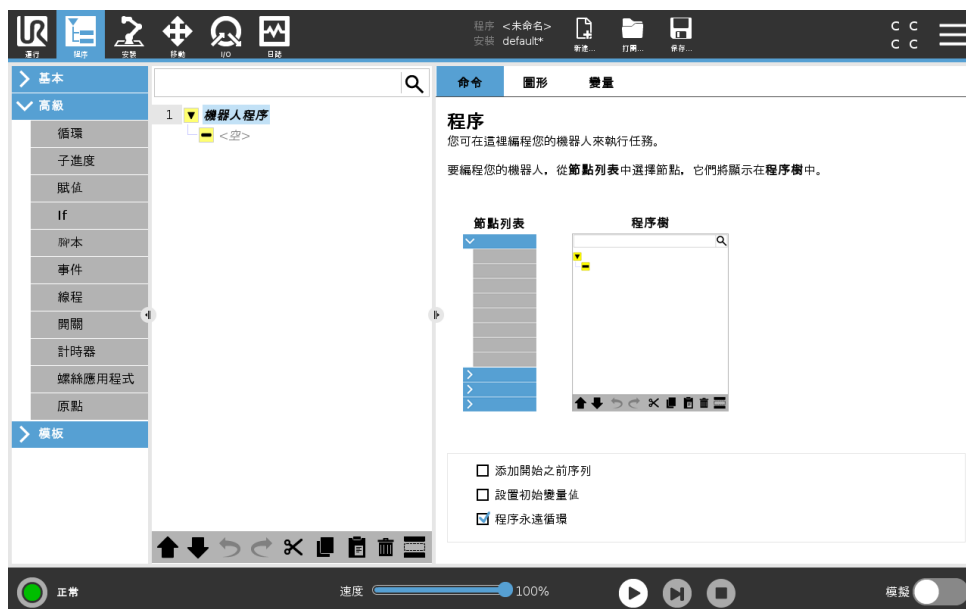 運行
程序
安裝
移動
I/O
日誌
程序 <未命名>
安裝 default*
新建...
打開...
保存...
C C
C C
基本
高級
循環
子進度
賦值
If
腳本
事件
線程
開關
計時器
螺絲應用程式
原點
模板
1 機器人程序
<空>
命令 圖形 變量
程序
您可在這裡編程您的機器人來執行任務。
要編程您的機器人，從節點列表中選擇節點，它們將顯示在程序樹中。
節點列表 程序樹
添加開始之前序列
設置初始變量值
程序永遠循環
正常
速度 100%
模擬